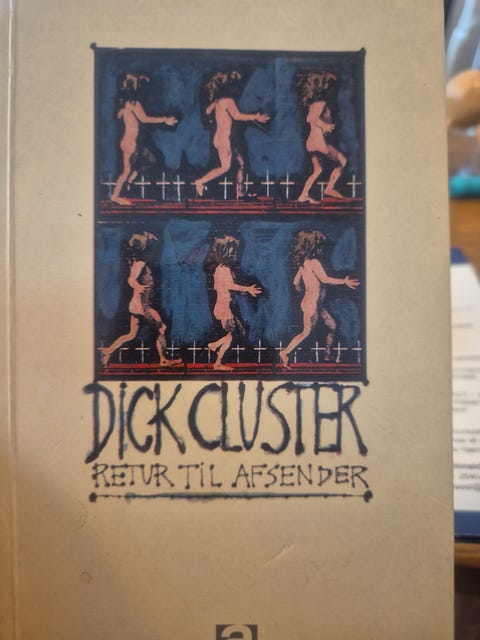 DICK CLUSTER
RETUR TIL AFSENDER
a